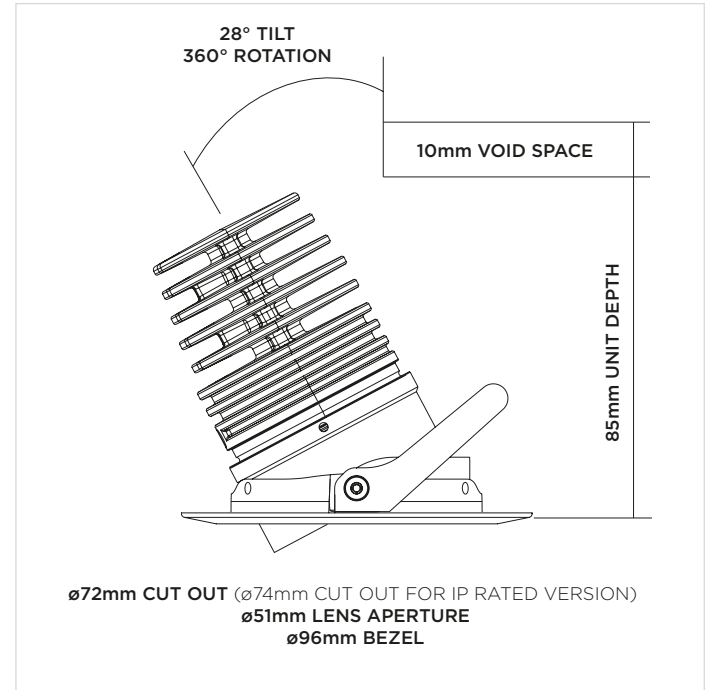 28° TILT
360° ROTATION
10mm VOID SPACE
85mm UNIT DEPTH
ø72mm CUT OUT (ø74mm CUT OUT FOR IP RATED VERSION)
ø51mm LENS APERTURE
ø96mm BEZEL